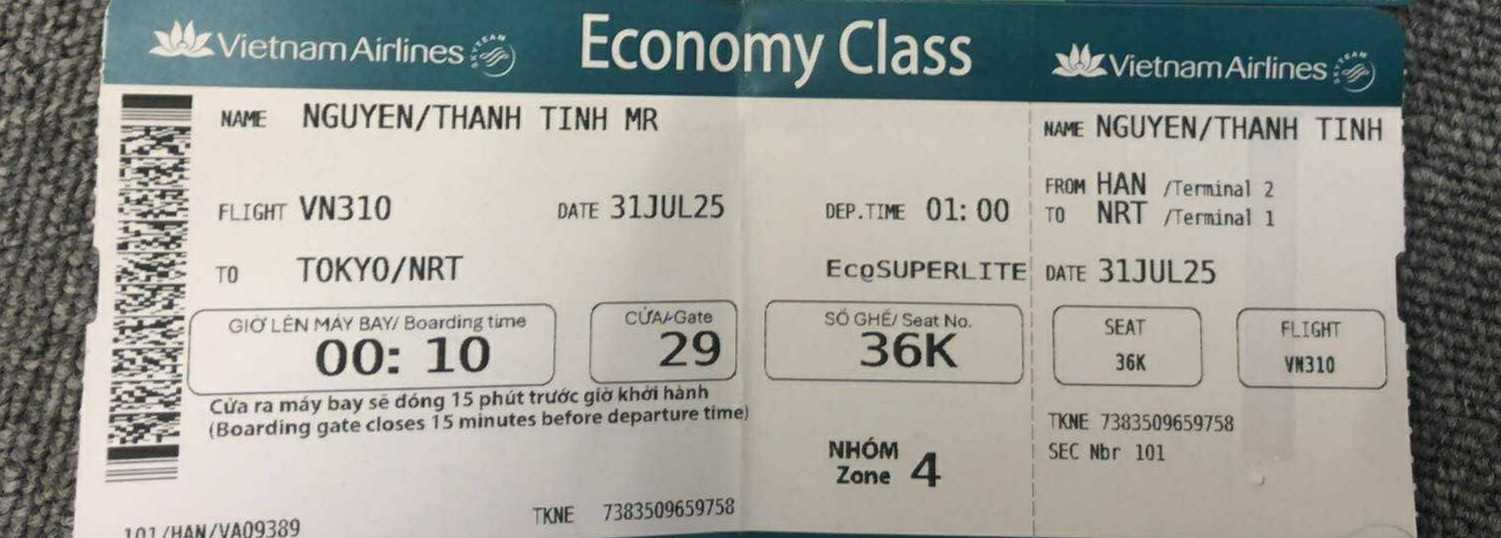 Vietnam Airlines SKYTEAM
Economy Class
Vietnam Airlines SKYTEAM
NAME NGUYEN/THANH TINH MR
FLIGHT VN310 DATE 31JUL25 DEP.TIME 01:00
TO TOKYO/NRT Ec@SUPERLITE
GIỜ LÊN MÁY BAY/ Boarding time
00: 10
CỬA/Gate
29
SỐ GHẾ/ Seat No.
36K
Cửa ra máy bay sẽ đóng 15 phút trước giờ khởi hành
(Boarding gate closes 15 minutes before departure time)
NHÓM
Zone 4
TKNE 7383509659758
101/HAN/VA09389
NAME NGUYEN/THANH TINH
FROM HAN /Terminal 2
TO NRT /Terminal 1
DATE 31JUL25
SEAT
36K
FLIGHT
VN310
TKNE 7383509659758
SEC Nbr 101